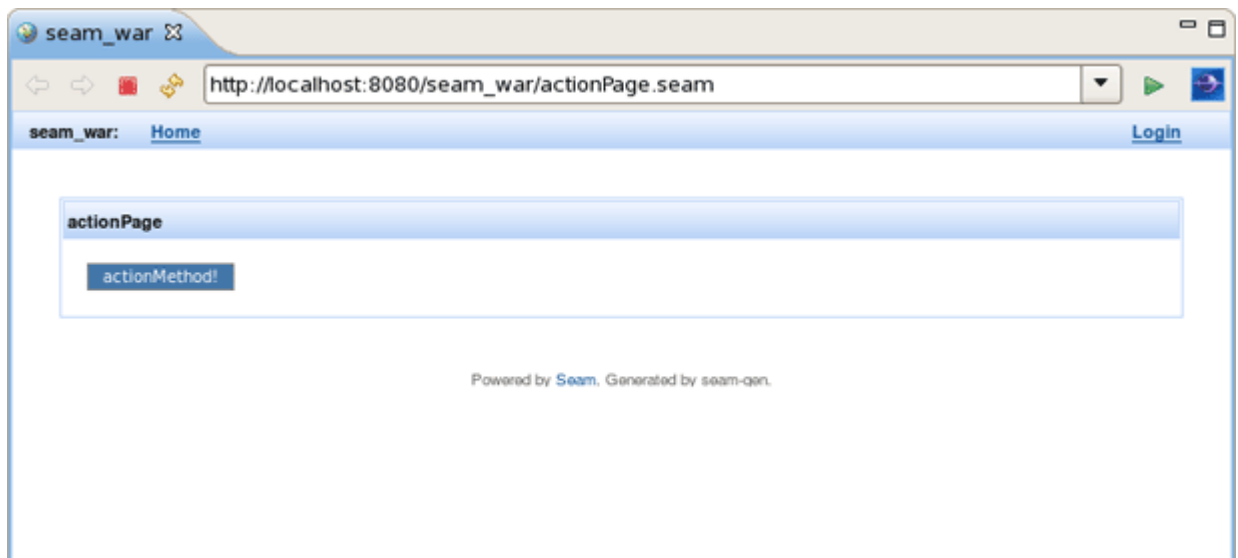 seam_war
http://localhost:8080/seam_war/actionPage.seam
seam_war: Home Login
actionPage
actionMethod!
Powered by Seam. Generated by seam-gen.